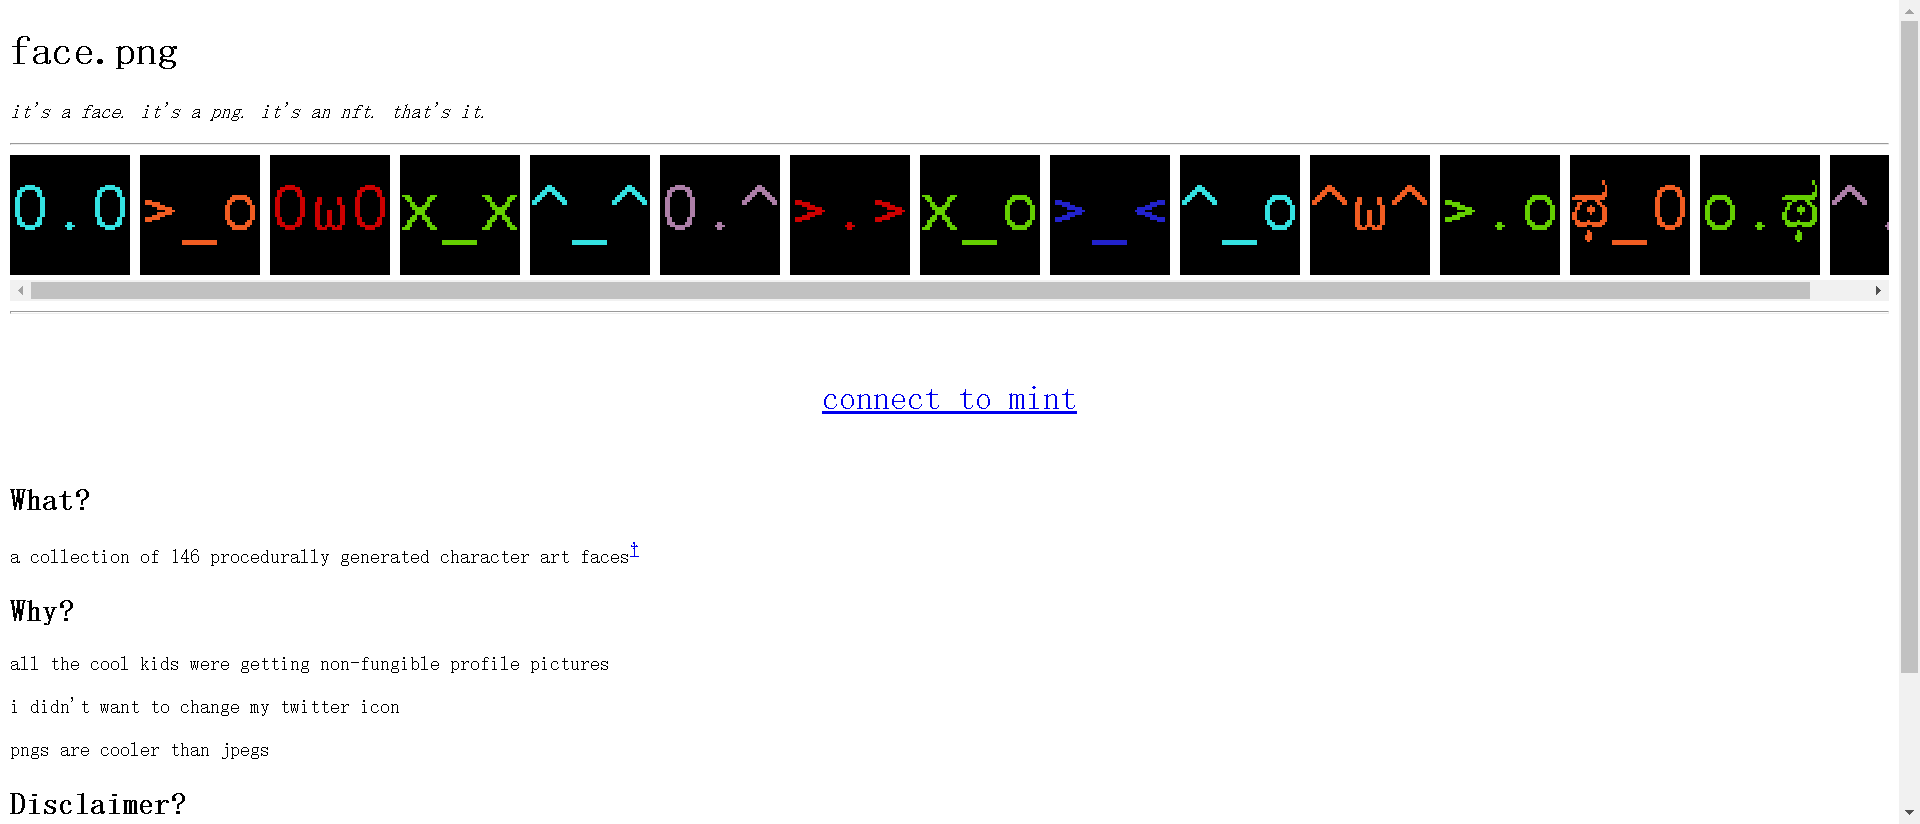 face.png
it's a face. it's a png. it's an nft. that's it.
O.O >_o OωO x_x ^_^ O.^ >.> x_o >_< ^_o ^ω^ >.o ಥ_O o.ಥ ^.
connect to mint
What?
a collection of 146 procedurally generated character art faces†
Why?
all the cool kids were getting non-fungible profile pictures
i didn't want to change my twitter icon
pngs are cooler than jpegs
Disclaimer?